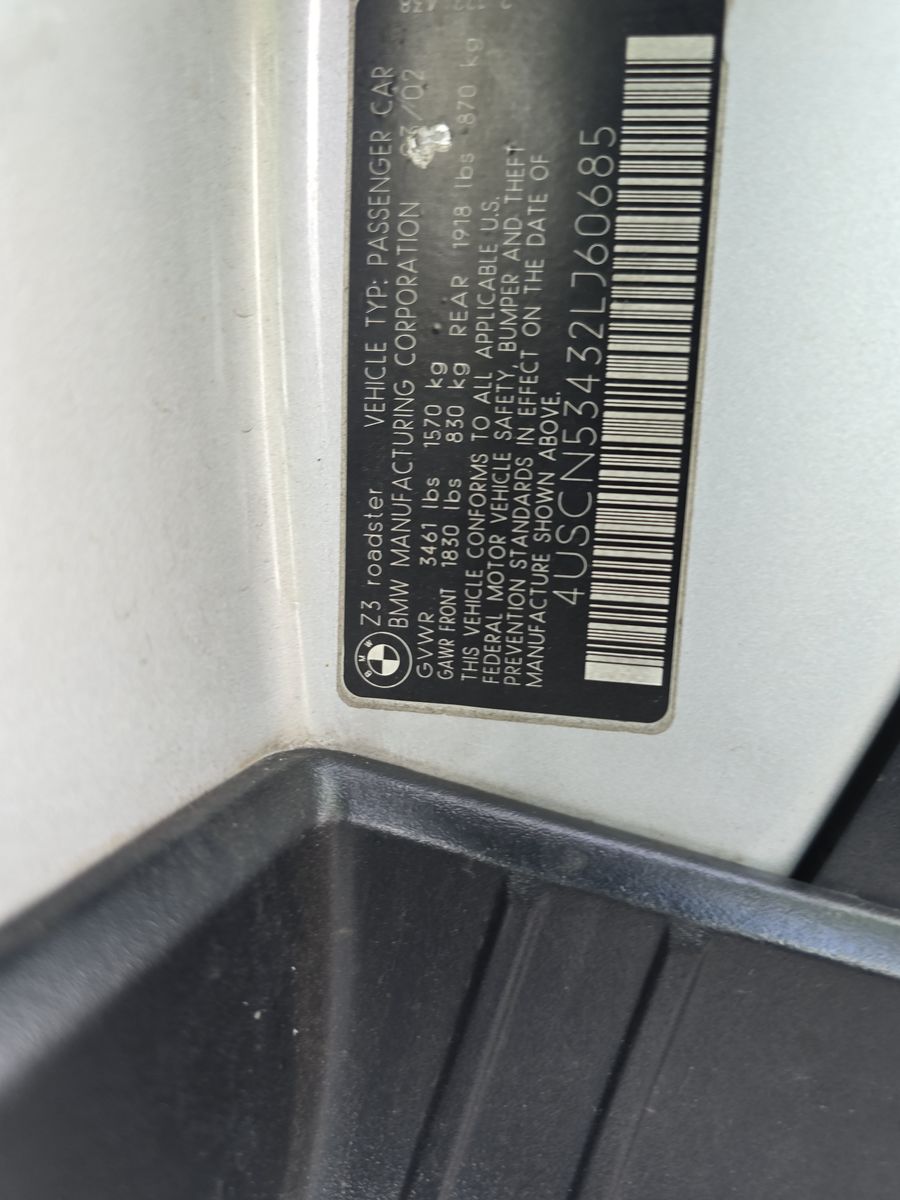 BMW
Z3 roadster VEHICLE TYP: PASSENGER CAR
BMW MANUFACTURING CORPORATION /02
GVWR 3461 lbs 1570 kg
GAWR FRONT 1830 lbs 830 kg REAR 1918 lbs 870 kg
THIS VEHICLE CONFORMS TO ALL APPLICABLE U.S.
FEDERAL MOTOR VEHICLE SAFETY, BUMPER AND THEFT
PREVENTION STANDARDS IN EFFECT ON THE DATE OF
MANUFACTURE SHOWN ABOVE.
4USCN53432LJ60685